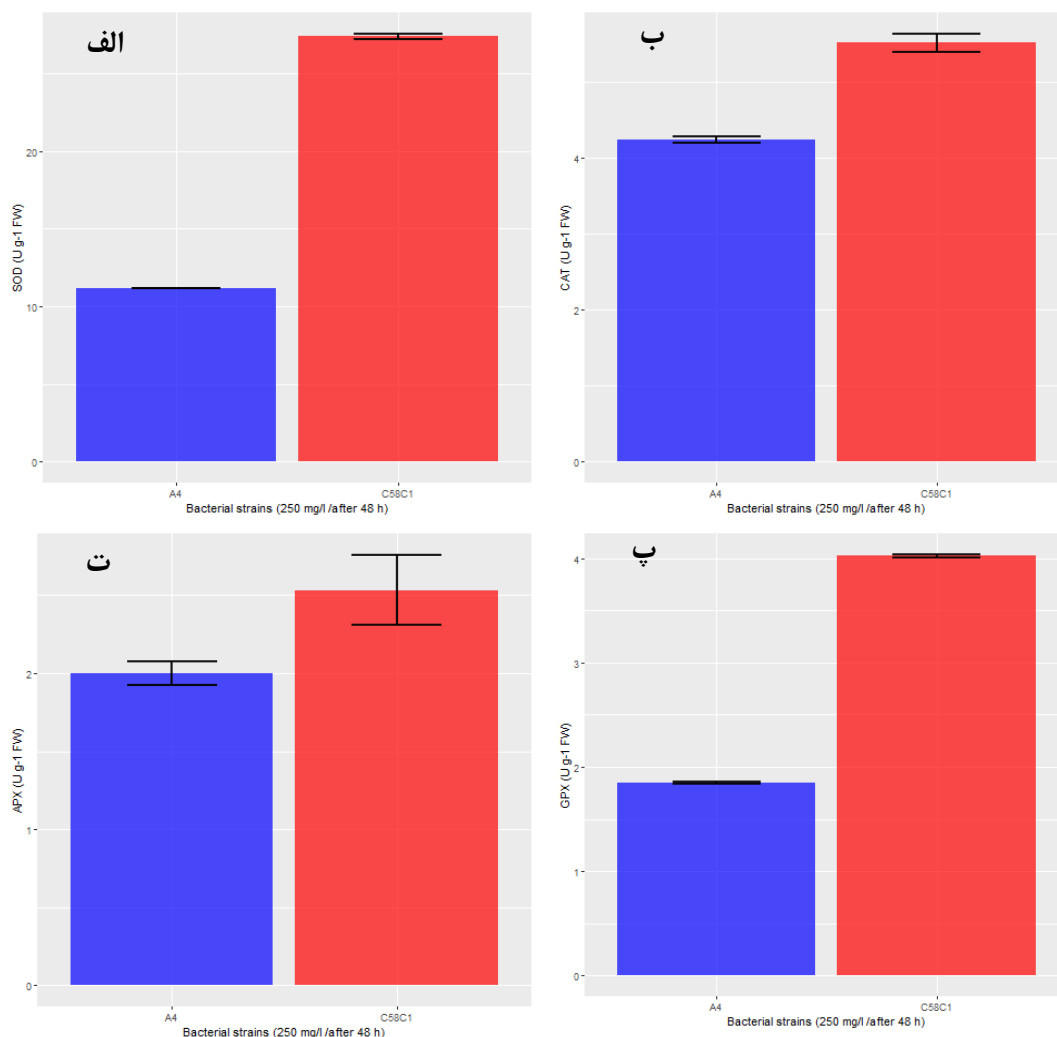 الف
20
10
0
SOD (U g-1 FW)
A4
C58C1
Bacterial strains (250 mg/l /after 48 h)
ب
4
2
0
CAT (U g-1 FW)
A4
C58C1
Bacterial strains (250 mg/l /after 48 h)
ت
2
1
0
APX (U g-1 FW)
A4
C58C1
Bacterial strains (250 mg/l /after 48 h)
پ
4
3
2
1
0
GPX (U g-1 FW)
A4
C58C1
Bacterial strains (250 mg/l /after 48 h)